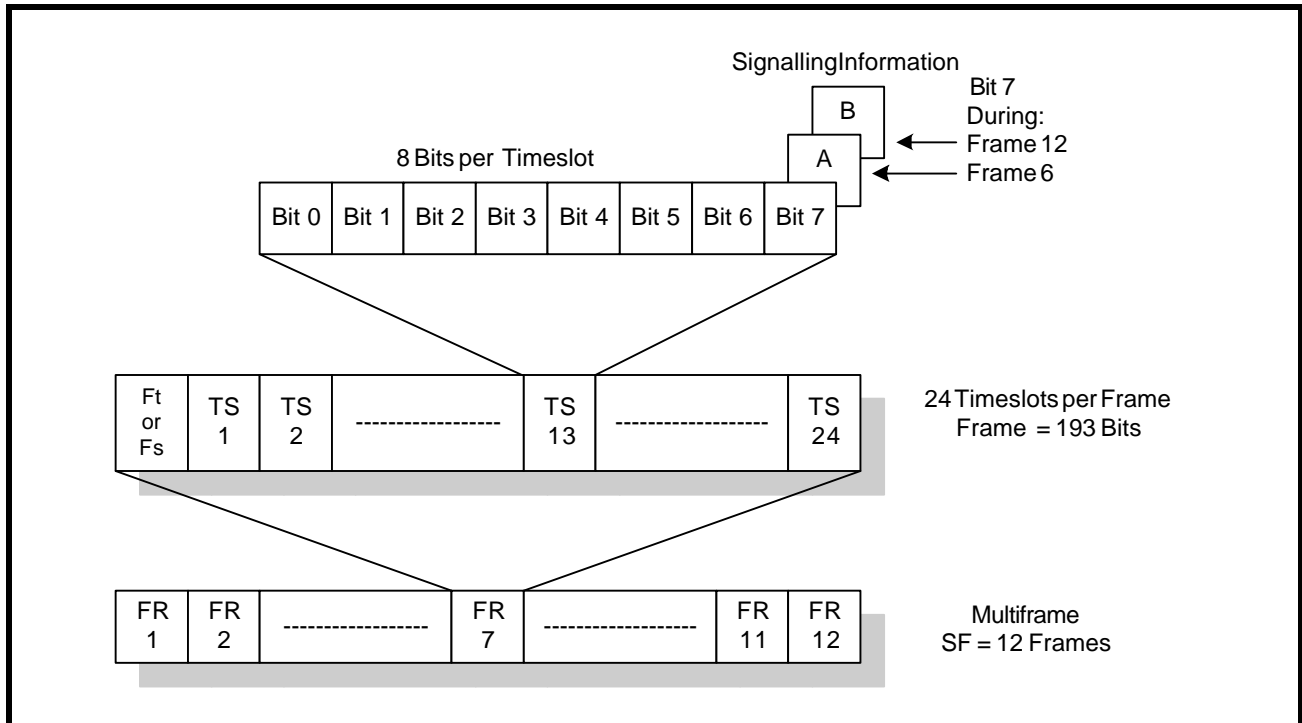 SignallingInformation
Bit 7
During:
Frame 12
Frame 6
B
A
8 Bits per Timeslot
Bit 0 Bit 1 Bit 2 Bit 3 Bit 4 Bit 5 Bit 6 Bit 7
Ft
or
Fs
TS
1
TS
2
-------------------
TS
13
-------------------
TS
24
24 Timeslots per Frame
Frame = 193 Bits
FR
1
FR
2
-------------------
FR
7
-------------------
FR
11
FR
12
Multiframe
SF = 12 Frames